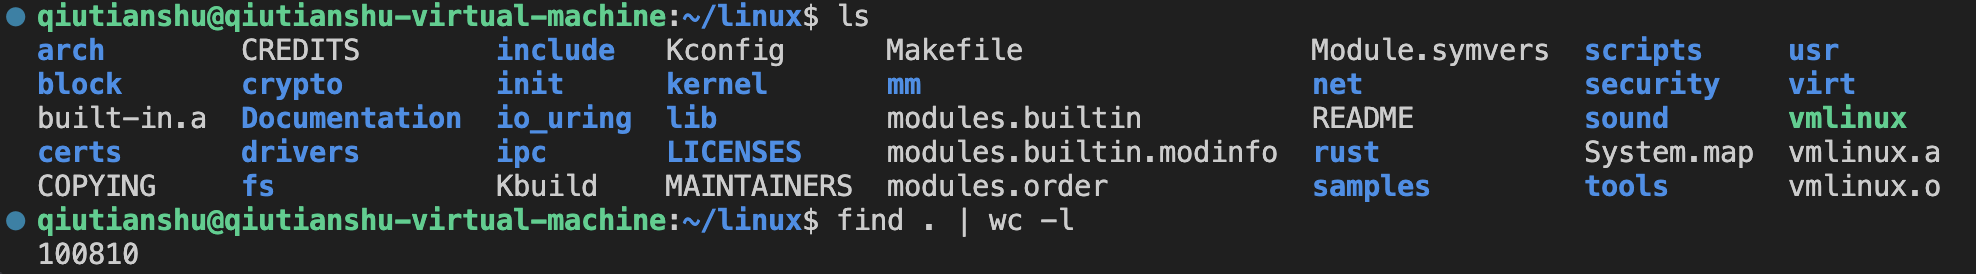 qiutianshu@qiutianshu-virtual-machine:~/linux$ ls
arch CREDITS include Kconfig Makefile Module.symvers scripts usr
block crypto init kernel mm net security virt
built-in.a Documentation io_uring lib modules.builtin README sound vmlinux
certs drivers ipc LICENSES modules.builtin.modinfo rust System.map vmlinux.a
COPYING fs Kbuild MAINTAINERS modules.order samples tools vmlinux.o
qiutianshu@qiutianshu-virtual-machine:~/linux$ find . | wc -l
100810